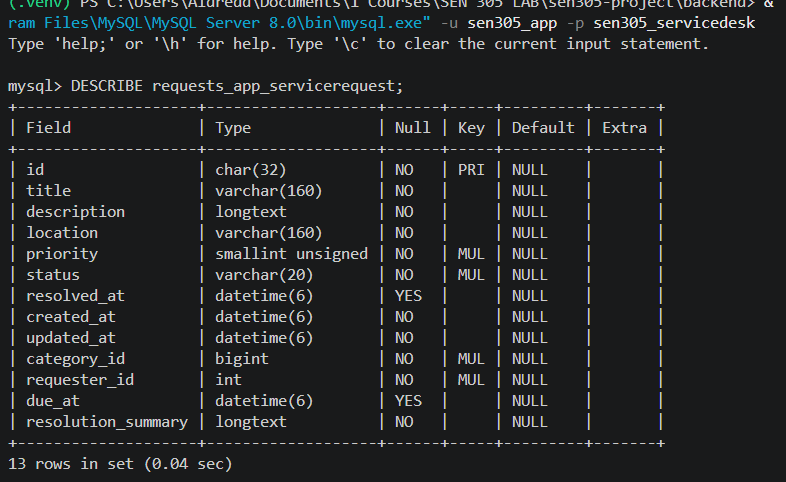 (.venv) PS C:\Users\Aldredd\Documents\1 Courses\SEN 305 LAB\sen305-project\backend> &
ram Files\MySQL\MySQL Server 8.0\bin\mysql.exe" -u sen305_app -p sen305_servicedesk
Type 'help;' or '\h' for help. Type '\c' to clear the current input statement.
mysql> DESCRIBE requests_app_servicerequest;
+--------------------+-------------------+------+-----+---------+-------+
| Field              | Type              | Null | Key | Default | Extra |
+--------------------+-------------------+------+-----+---------+-------+
| id                 | char(32)          | NO   | PRI | NULL    |       |
| title              | varchar(160)      | NO   |     | NULL    |       |
| description        | longtext          | NO   |     | NULL    |       |
| location           | varchar(160)      | NO   |     | NULL    |       |
| priority           | smallint unsigned | NO   | MUL | NULL    |       |
| status             | varchar(20)       | NO   | MUL | NULL    |       |
| resolved_at        | datetime(6)       | YES  |     | NULL    |       |
| created_at         | datetime(6)       | NO   |     | NULL    |       |
| updated_at         | datetime(6)       | NO   |     | NULL    |       |
| category_id        | bigint            | NO   | MUL | NULL    |       |
| requester_id       | int               | NO   | MUL | NULL    |       |
| due_at             | datetime(6)       | YES  |     | NULL    |       |
| resolution_summary | longtext          | NO   |     | NULL    |       |
+--------------------+-------------------+------+-----+---------+-------+
13 rows in set (0.04 sec)